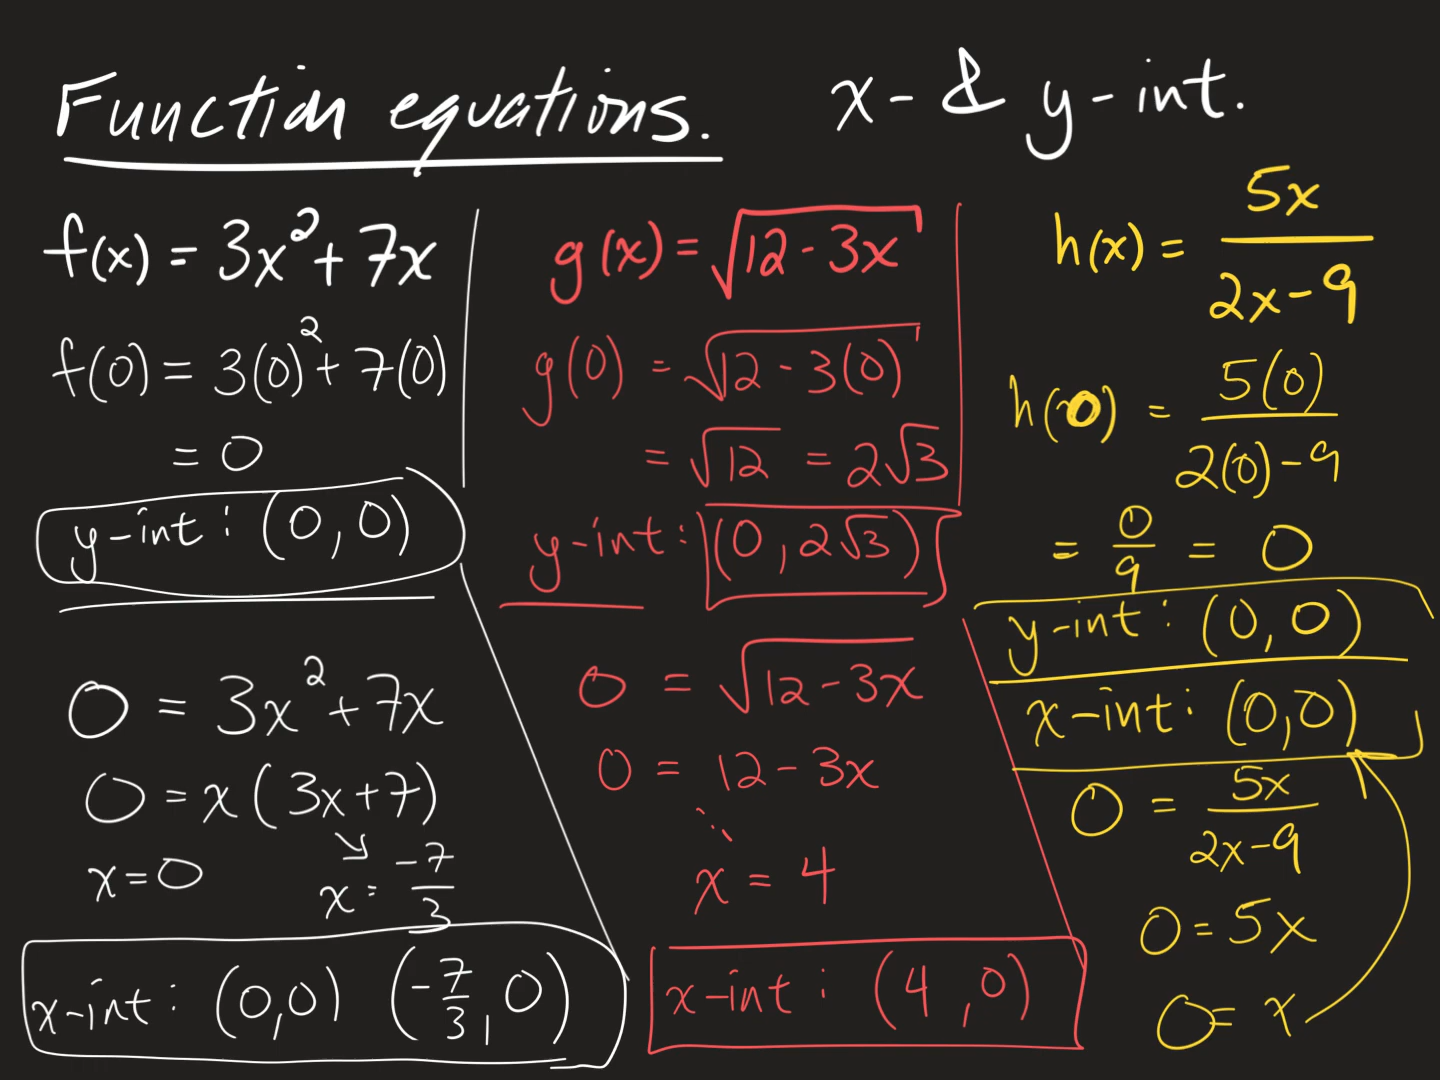 Function equations. x- & y-int.
f(x) = 3x² + 7x
f(0) = 3(0)² + 7(0)
= 0
y-int : (0, 0)
0 = 3x² + 7x
0 = x(3x+7)
x=0 x = -7/3
x-int : (0,0) (-7/3, 0)
g(x) = √(12 - 3x)
g(0) = √(12 - 3(0))
= √12 = 2√3
y-int : (0, 2√3)
0 = √(12 - 3x)
0 = 12 - 3x
⋱
x = 4
x-int : (4, 0)
h(x) = 5x/(2x-9)
h(0) = 5(0)/(2(0)-9)
= 0/9 = 0
y-int : (0, 0)
x-int : (0,0)
0 = 5x/(2x-9)
0 = 5x
0 = x